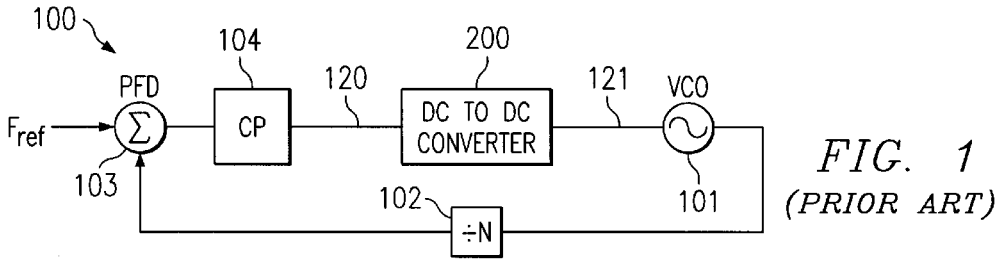 100
PFD
104
200
VCO
120
121
F_ref
Σ
CP
DC TO DC
CONVERTER
103
101
102
÷N
FIG. 1
(PRIOR ART)